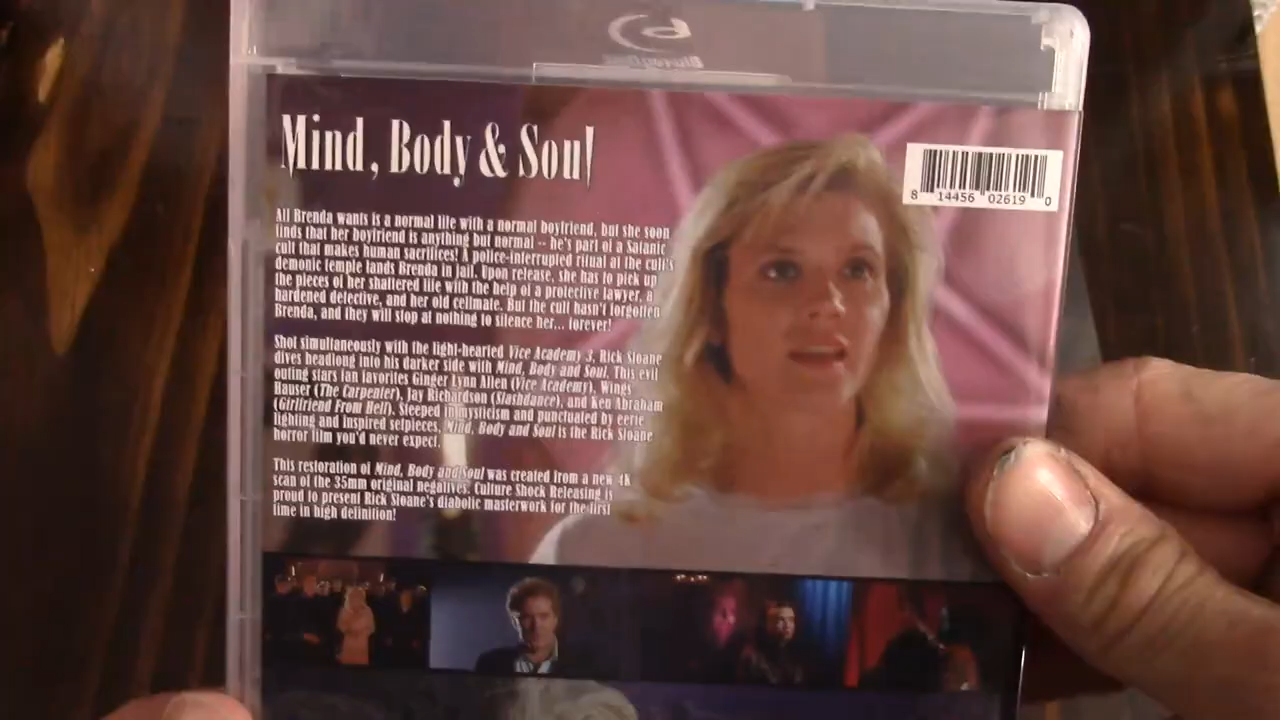 Blu-ray Disc
Mind, Body & Soul
8 14456 02619 0
All Brenda wants is a normal life with a normal boyfriend, but she soon
finds that her boyfriend is anything but normal -- he's part of a Satanic
cult that makes human sacrifices! A police-interrupted ritual at the cult's
demonic temple lands Brenda in jail. Upon release, she has to pick up
the pieces of her shattered life with the help of a protective lawyer, a
hardened detective, and her old cellmate. But the cult hasn't forgotten
Brenda, and they will stop at nothing to silence her... forever!
Shot simultaneously with the light-hearted Vice Academy 3, Rick Sloane
dives headlong into his darker side with Mind, Body and Soul. This evil
outing stars fan favorites Ginger Lynn Allen (Vice Academy), Wings
Hauser (The Carpenter), Jay Richardson (Slashdance), and Ken Abraham
(Girlfriend From Hell). Steeped in mysticism and punctuated by eerie
lighting and inspired setpieces, Mind, Body and Soul is the Rick Sloane
horror film you'd never expect.
This restoration of Mind, Body and Soul was created from a new 4K
scan of the 35mm original negatives. Culture Shock Releasing is
proud to present Rick Sloane's diabolic masterwork for the first
time in high definition!